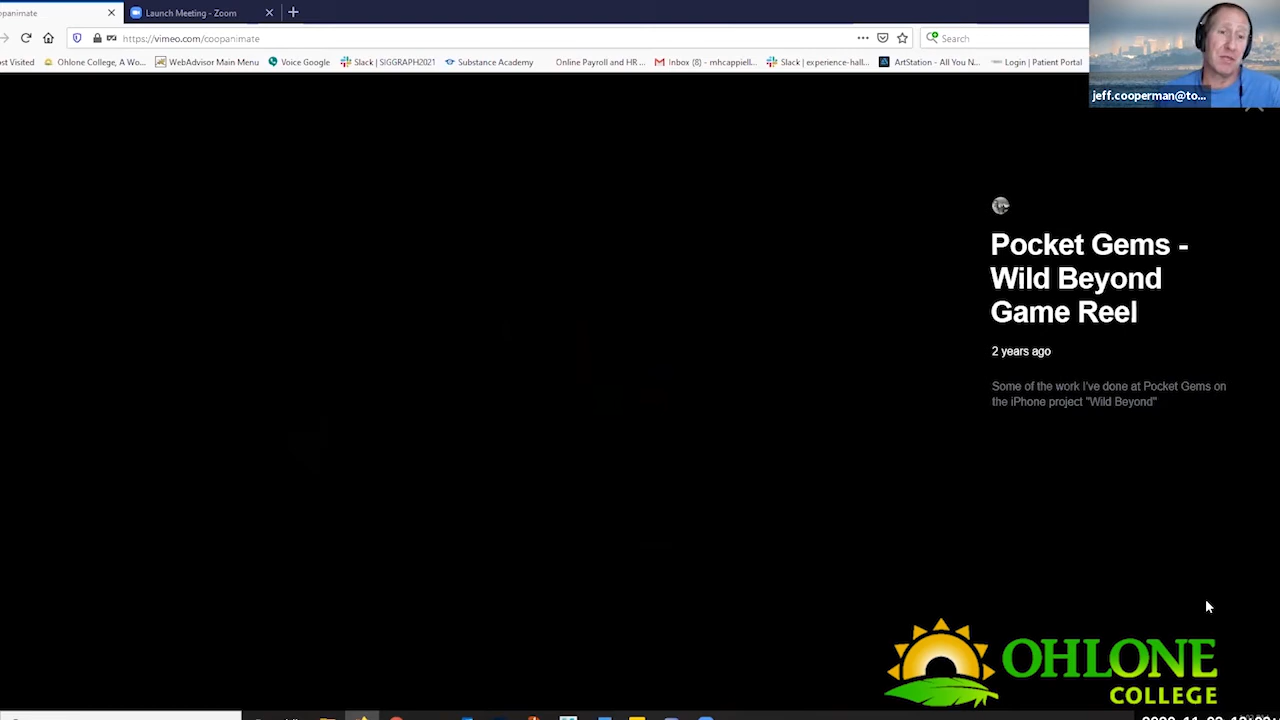 opanimate
Launch Meeting - Zoom
https://vimeo.com/coopanimate
Search
ost Visited
Ohlone College, A Wo...
WebAdvisor Main Menu
Voice Google
Slack | SIGGRAPH2021
Substance Academy
Online Payroll and HR ...
Inbox (8) - mhcappiell...
Slack | experience-hall...
ArtStation - All You N...
Login | Patient Portal
jeff.cooperman@to...
Pocket Gems -
Wild Beyond
Game Reel
2 years ago
Some of the work I've done at Pocket Gems on
the iPhone project "Wild Beyond"
OHLONE
COLLEGE